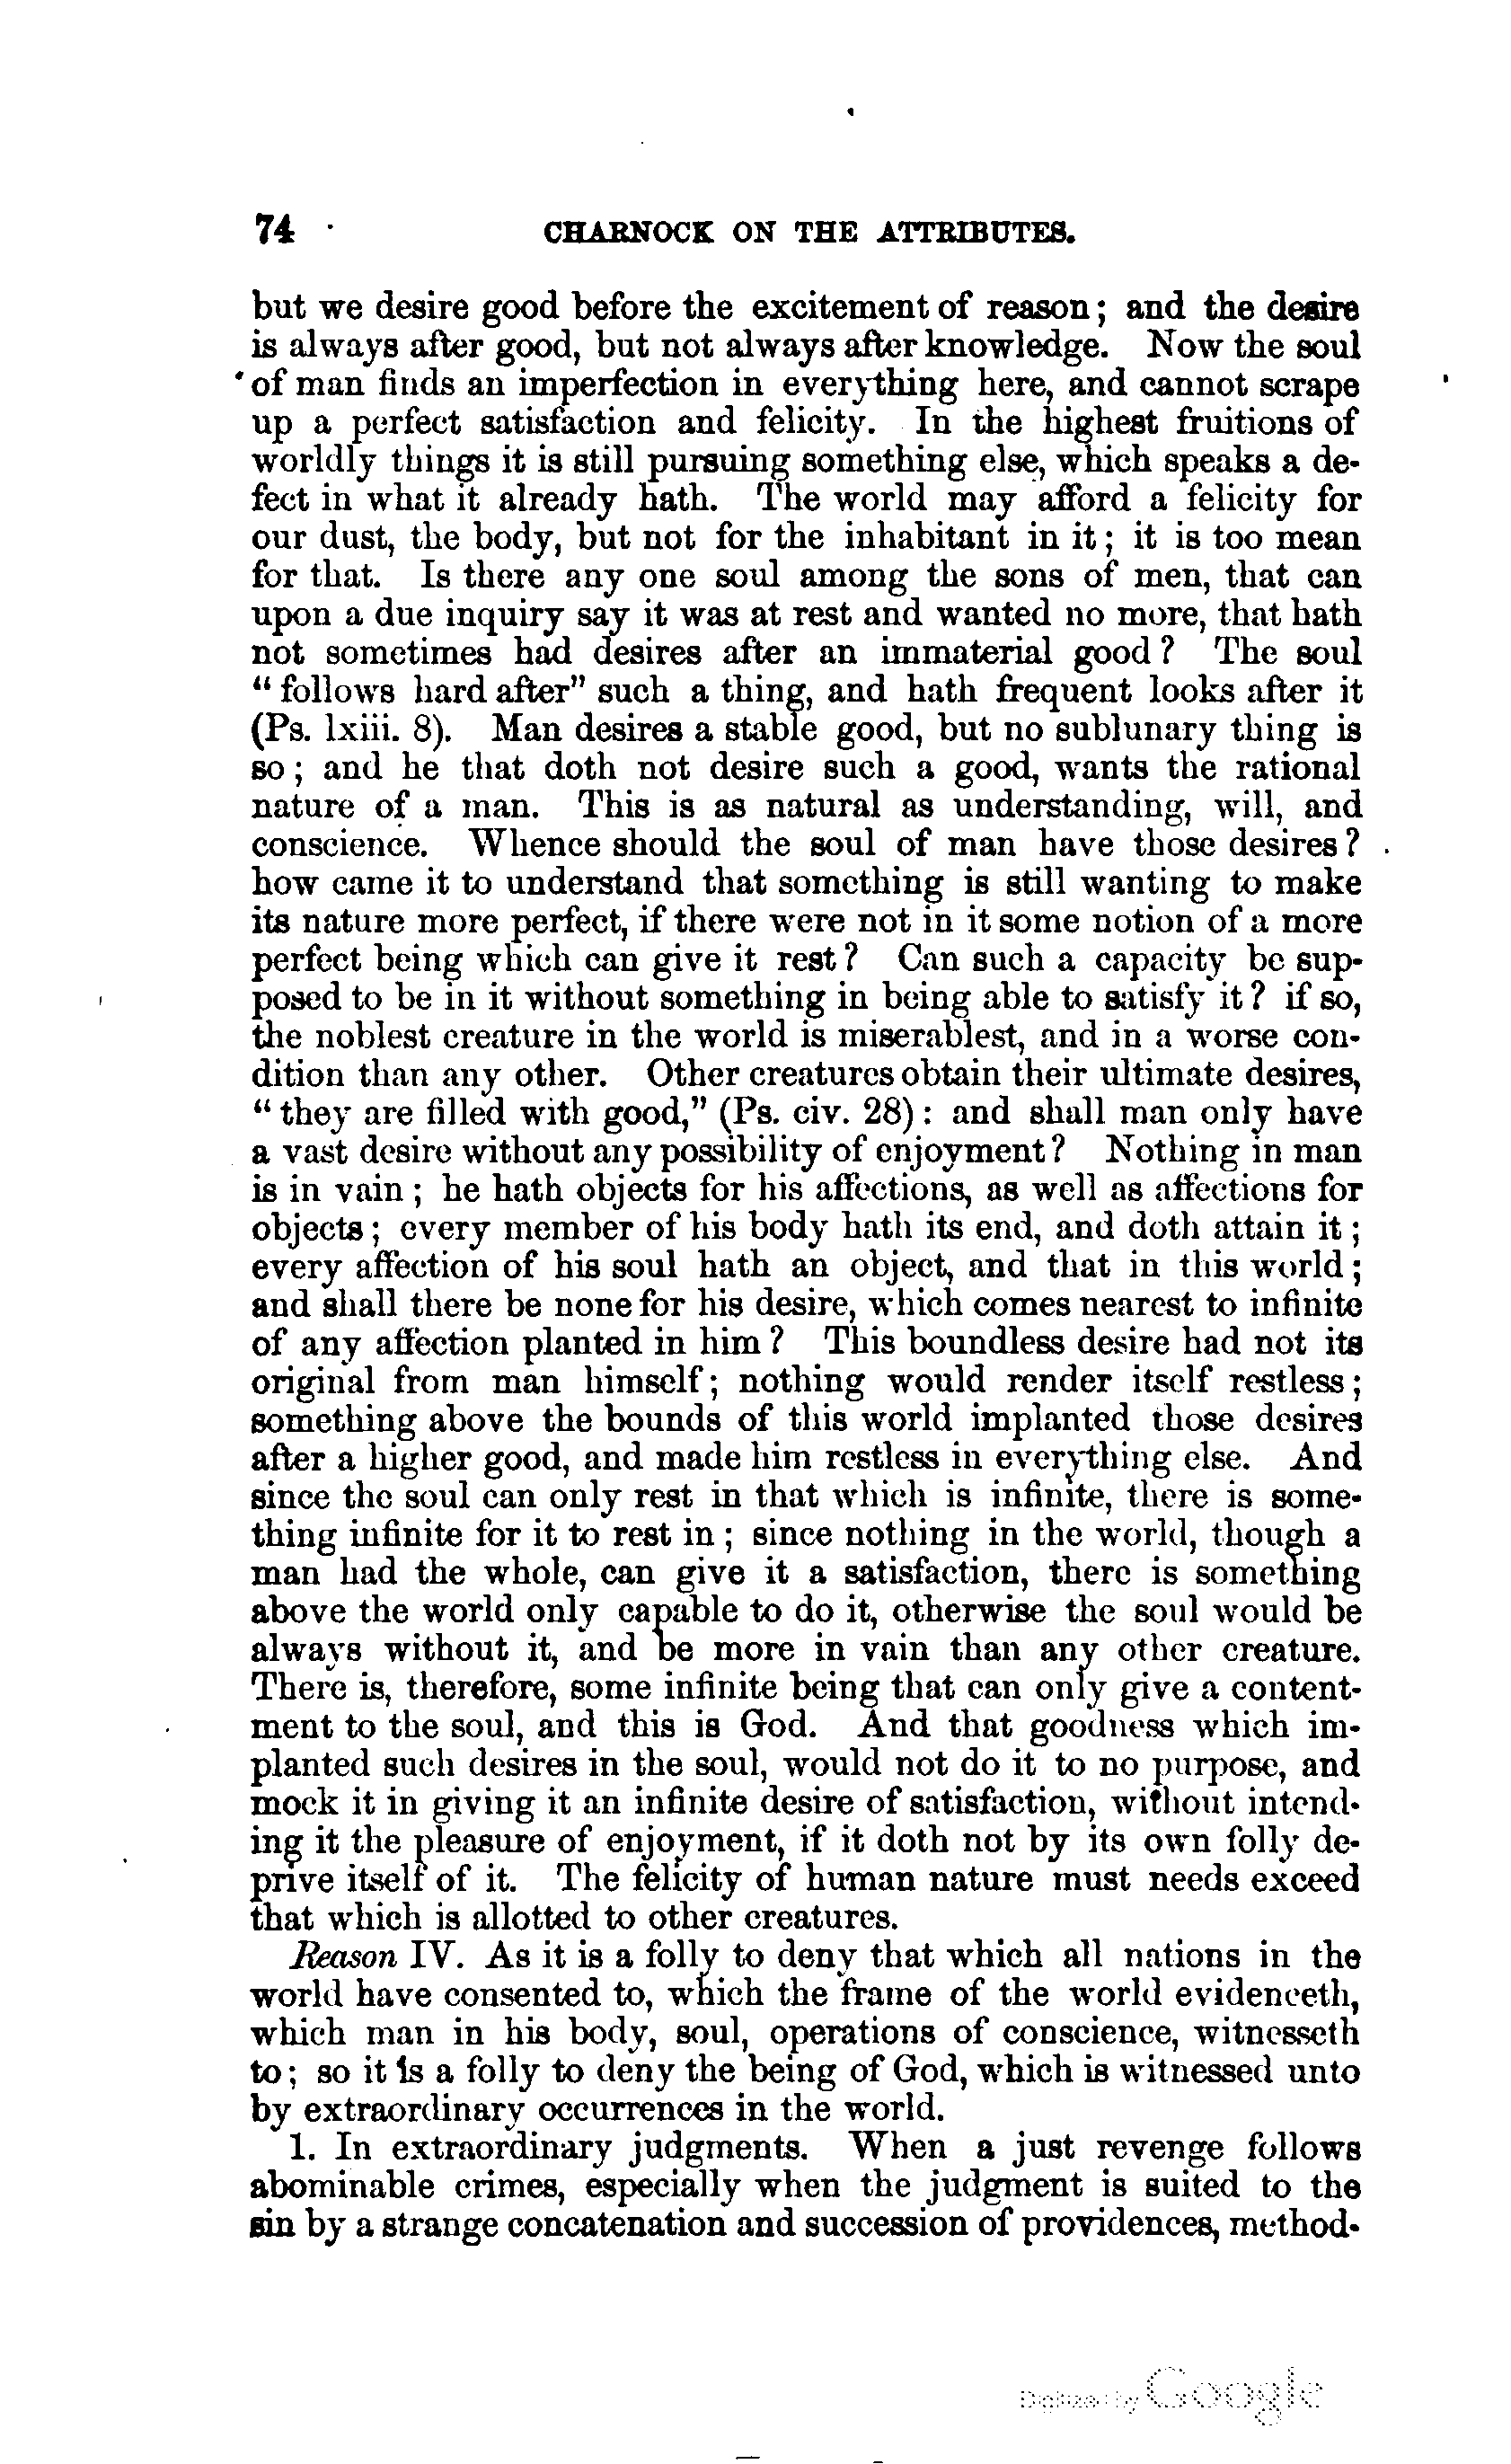 74 CHARNOCK ON THE ATTRIBUTES.
but we desire good before the excitement of reason; and the desire
is always after good, but not always after knowledge. Now the soul
of man finds an imperfection in everything here, and cannot scrape
up a perfect satisfaction and felicity. In the highest fruitions of
worldly things it is still pursuing something else, which speaks a de-
fect in what it already hath. The world may afford a felicity for
our dust, the body, but not for the inhabitant in it; it is too mean
for that. Is there any one soul among the sons of men, that can
upon a due inquiry say it was at rest and wanted no more, that hath
not sometimes had desires after an immaterial good? The soul
"follows hard after" such a thing, and hath frequent looks after it
(Ps. lxiii. 8). Man desires a stable good, but no sublunary thing is
so; and he that doth not desire such a good, wants the rational
nature of a man. This is as natural as understanding, will, and
conscience. Whence should the soul of man have those desires?
how came it to understand that something is still wanting to make
its nature more perfect, if there were not in it some notion of a more
perfect being which can give it rest? Can such a capacity be sup-
posed to be in it without something in being able to satisfy it? if so,
the noblest creature in the world is miserablest, and in a worse con-
dition than any other. Other creatures obtain their ultimate desires,
"they are filled with good," (Ps. civ. 28): and shall man only have
a vast desire without any possibility of enjoyment? Nothing in man
is in vain; he hath objects for his affections, as well as affections for
objects; every member of his body hath its end, and doth attain it;
every affection of his soul hath an object, and that in this world;
and shall there be none for his desire, which comes nearest to infinite
of any affection planted in him? This boundless desire had not its
original from man himself; nothing would render itself restless;
something above the bounds of this world implanted those desires
after a higher good, and made him restless in everything else. And
since the soul can only rest in that which is infinite, there is some-
thing infinite for it to rest in; since nothing in the world, though a
man had the whole, can give it a satisfaction, there is something
above the world only capable to do it, otherwise the soul would be
always without it, and be more in vain than any other creature.
There is, therefore, some infinite being that can only give a content-
ment to the soul, and this is God. And that goodness which im-
planted such desires in the soul, would not do it to no purpose, and
mock it in giving it an infinite desire of satisfaction, without intend-
ing it the pleasure of enjoyment, if it doth not by its own folly de-
prive itself of it. The felicity of human nature must needs exceed
that which is allotted to other creatures.
Reason IV. As it is a folly to deny that which all nations in the
world have consented to, which the frame of the world evidenceth,
which man in his body, soul, operations of conscience, witnesseth
to; so it is a folly to deny the being of God, which is witnessed unto
by extraordinary occurrences in the world.
1. In extraordinary judgments. When a just revenge follows
abominable crimes, especially when the judgment is suited to the
sin by a strange concatenation and succession of providences, method-
Digitized by Google